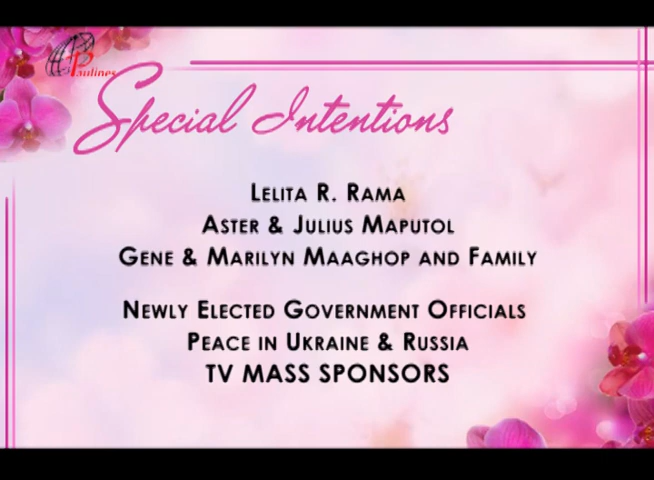 Paulines
Special Intentions
Lelita R. Rama
Aster & Julius Maputol
Gene & Marilyn Maaghop and Family
Newly Elected Government Officials
Peace in Ukraine & Russia
TV MASS SPONSORS